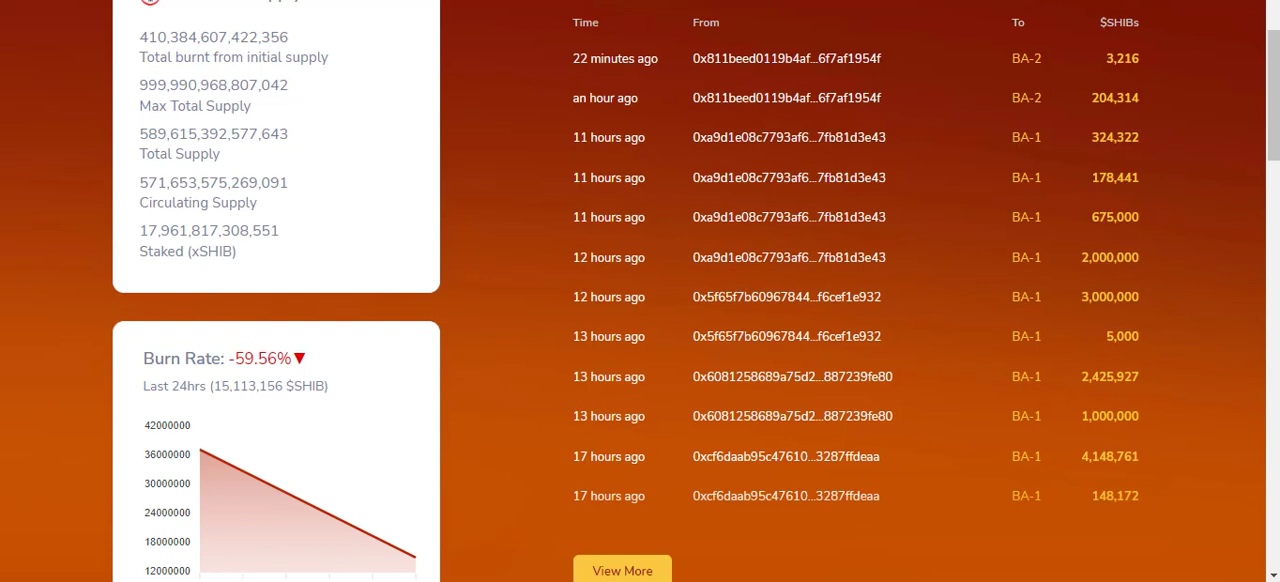 410,384,607,422,356
Total burnt from initial supply
999,990,968,807,042
Max Total Supply
589,615,392,577,643
Total Supply
571,653,575,269,091
Circulating Supply
17,961,817,308,551
Staked (xSHIB)
Burn Rate: -59.56%▼
Last 24hrs (15,113,156 $SHIB)
42000000
36000000
30000000
24000000
18000000
12000000
Time From To $SHIBs
22 minutes ago 0x811beed0119b4af...6f7af1954f BA-2 3,216
an hour ago 0x811beed0119b4af...6f7af1954f BA-2 204,314
11 hours ago 0xa9d1e08c7793af6...7fb81d3e43 BA-1 324,322
11 hours ago 0xa9d1e08c7793af6...7fb81d3e43 BA-1 178,441
11 hours ago 0xa9d1e08c7793af6...7fb81d3e43 BA-1 675,000
12 hours ago 0xa9d1e08c7793af6...7fb81d3e43 BA-1 2,000,000
12 hours ago 0x5f65f7b60967844...f6cef1e932 BA-1 3,000,000
13 hours ago 0x5f65f7b60967844...f6cef1e932 BA-1 5,000
13 hours ago 0x6081258689a75d2...887239fe80 BA-1 2,425,927
13 hours ago 0x6081258689a75d2...887239fe80 BA-1 1,000,000
17 hours ago 0xcf6daab95c47610...3287ffdeaa BA-1 4,148,761
17 hours ago 0xcf6daab95c47610...3287ffdeaa BA-1 148,172
View More